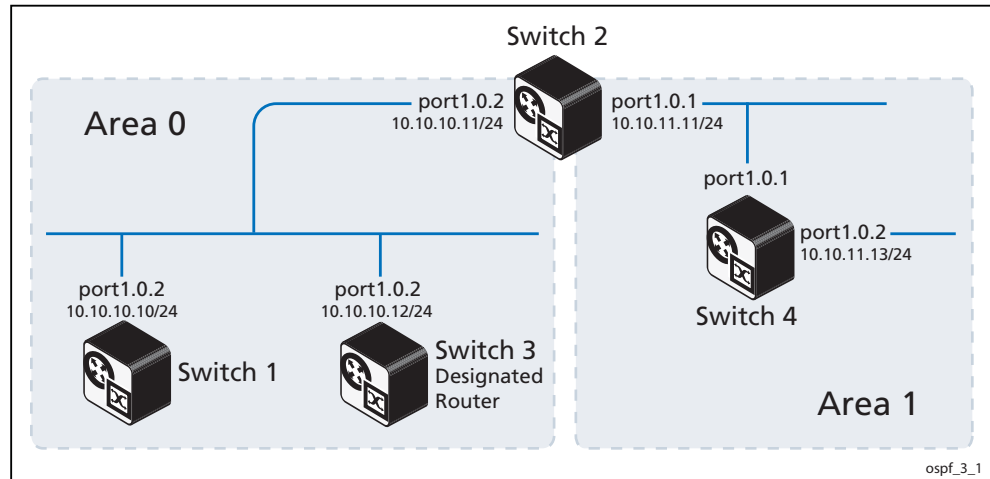 Switch 2
Area 0
port1.0.2
10.10.10.11/24
port1.0.1
10.10.11.11/24
port1.0.1
port1.0.2
10.10.11.13/24
Switch 4
port1.0.2
10.10.10.10/24
Switch 1
port1.0.2
10.10.10.12/24
Switch 3
Designated
Router
Area 1
ospf_3_1